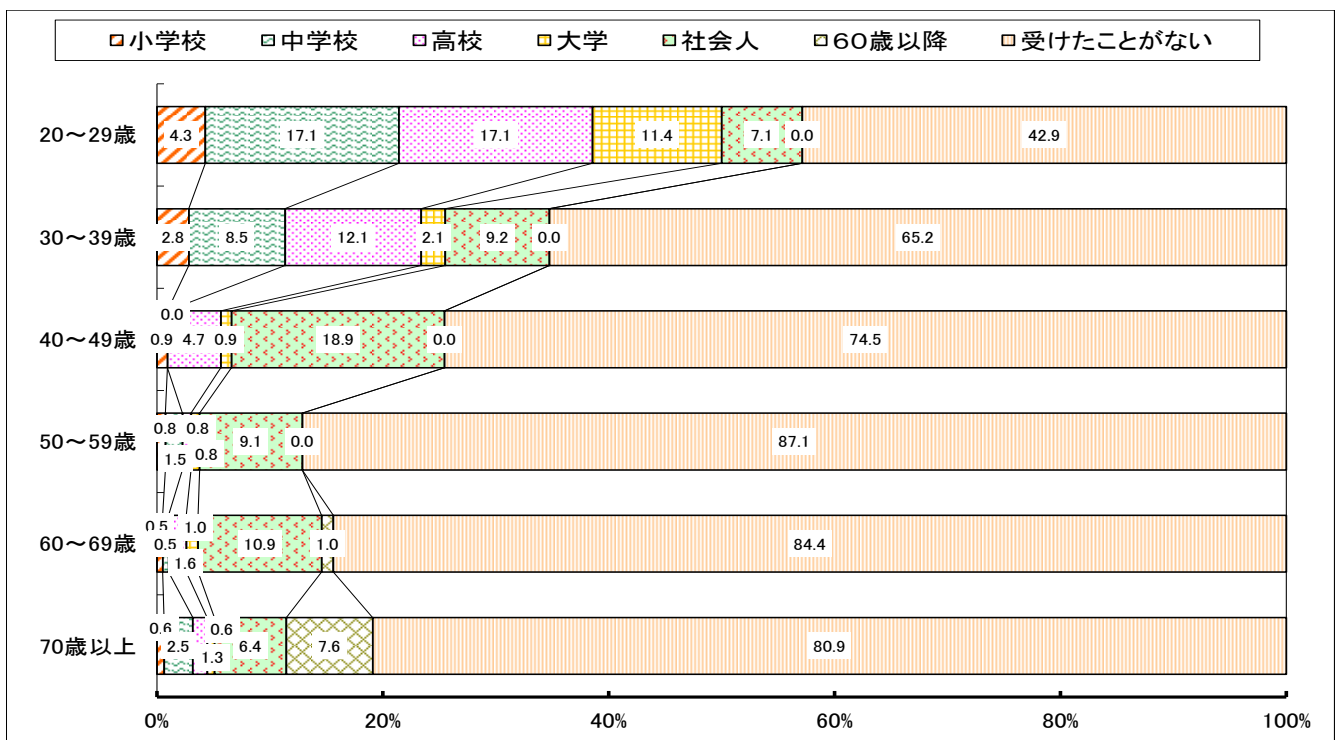 小学校 中学校 高校 大学 社会人 60歳以降 受けたことがない
20~29歳 4.3 17.1 17.1 11.4 7.1 0.0 42.9
30~39歳 2.8 8.5 12.1 2.1 9.2 0.0 65.2
0.0
40~49歳 0.9 4.7 0.9 18.9 0.0 74.5
0.8 0.8
50~59歳 9.1 0.0 87.1
1.5 0.8
0.5 1.0
60~69歳 0.5 10.9 1.0 84.4
1.6
0.6 0.6
70歳以上 2.5 6.4 7.6 80.9
1.3
0% 20% 40% 60% 80% 100%